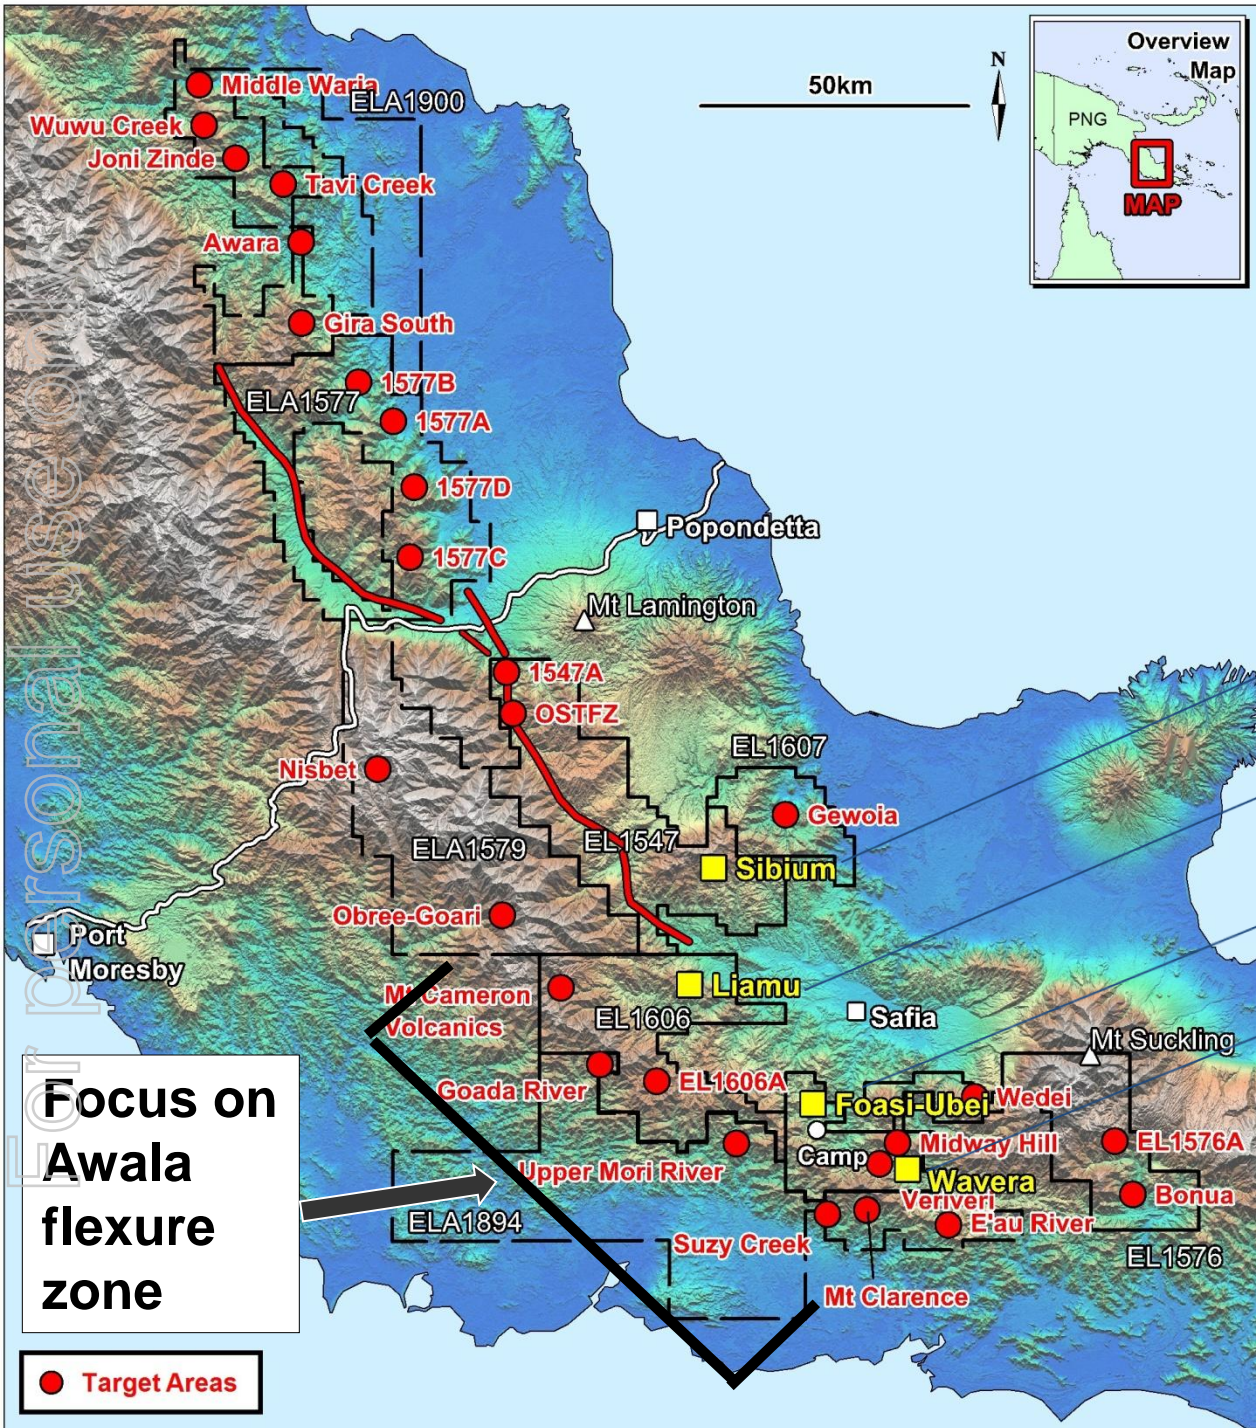 Overview
Map
PNG
MAP
N
50km
Middle Waria
ELA1900
Wuwu Creek
Joni Zinde
Tavi Creek
Awara
Gira South
1577B
ELA1577
1577A
1577D
1577C
Popondetta
Mt Lamington
1547A
OSTFZ
Nisbet
EL1607
Gewoia
EL1547
ELA1579
Sibium
Obree-Goari
Port
Moresby
Mt Cameron
Volcanics
Liamu
EL1606
Safia
Mt Suckling
Goada River
EL1606A
Foasi-Ubei
Wedei
Midway Hill
EL1576A
Camp
Upper Mori River
Wavera
Veriveri
Bonua
ELA1894
E'au River
Suzy Creek
EL1576
Mt Clarence
Focus on
Awala
flexure
zone
Target Areas
For personal use only